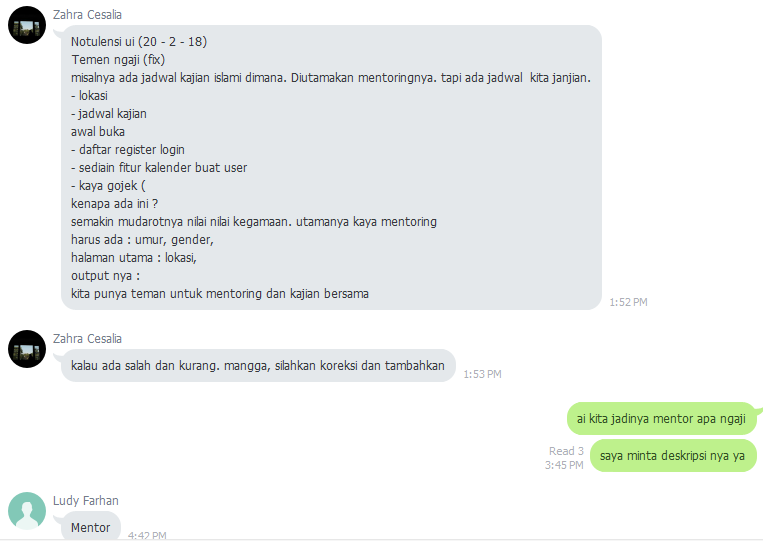 Zahra Cesalia
Notulensi ui (20 - 2 - 18)
Temen ngaji (fix)
misalnya ada jadwal kajian islami dimana. Diutamakan mentoringnya. tapi ada jadwal  kita janjian.
- lokasi
- jadwal kajian
awal buka
- daftar register login
- sediain fitur kalender buat user
- kaya gojek (
kenapa ada ini ?
semakin mudarotnya nilai nilai kegamaan. utamanya kaya mentoring
harus ada : umur, gender,
halaman utama : lokasi,
output nya :
kita punya teman untuk mentoring dan kajian bersama
1:52 PM
Zahra Cesalia
kalau ada salah dan kurang. mangga, silahkan koreksi dan tambahkan
1:53 PM
ai kita jadinya mentor apa ngaji
Read 3
3:45 PM
saya minta deskripsi nya ya
Ludy Farhan
Mentor
4:42 PM